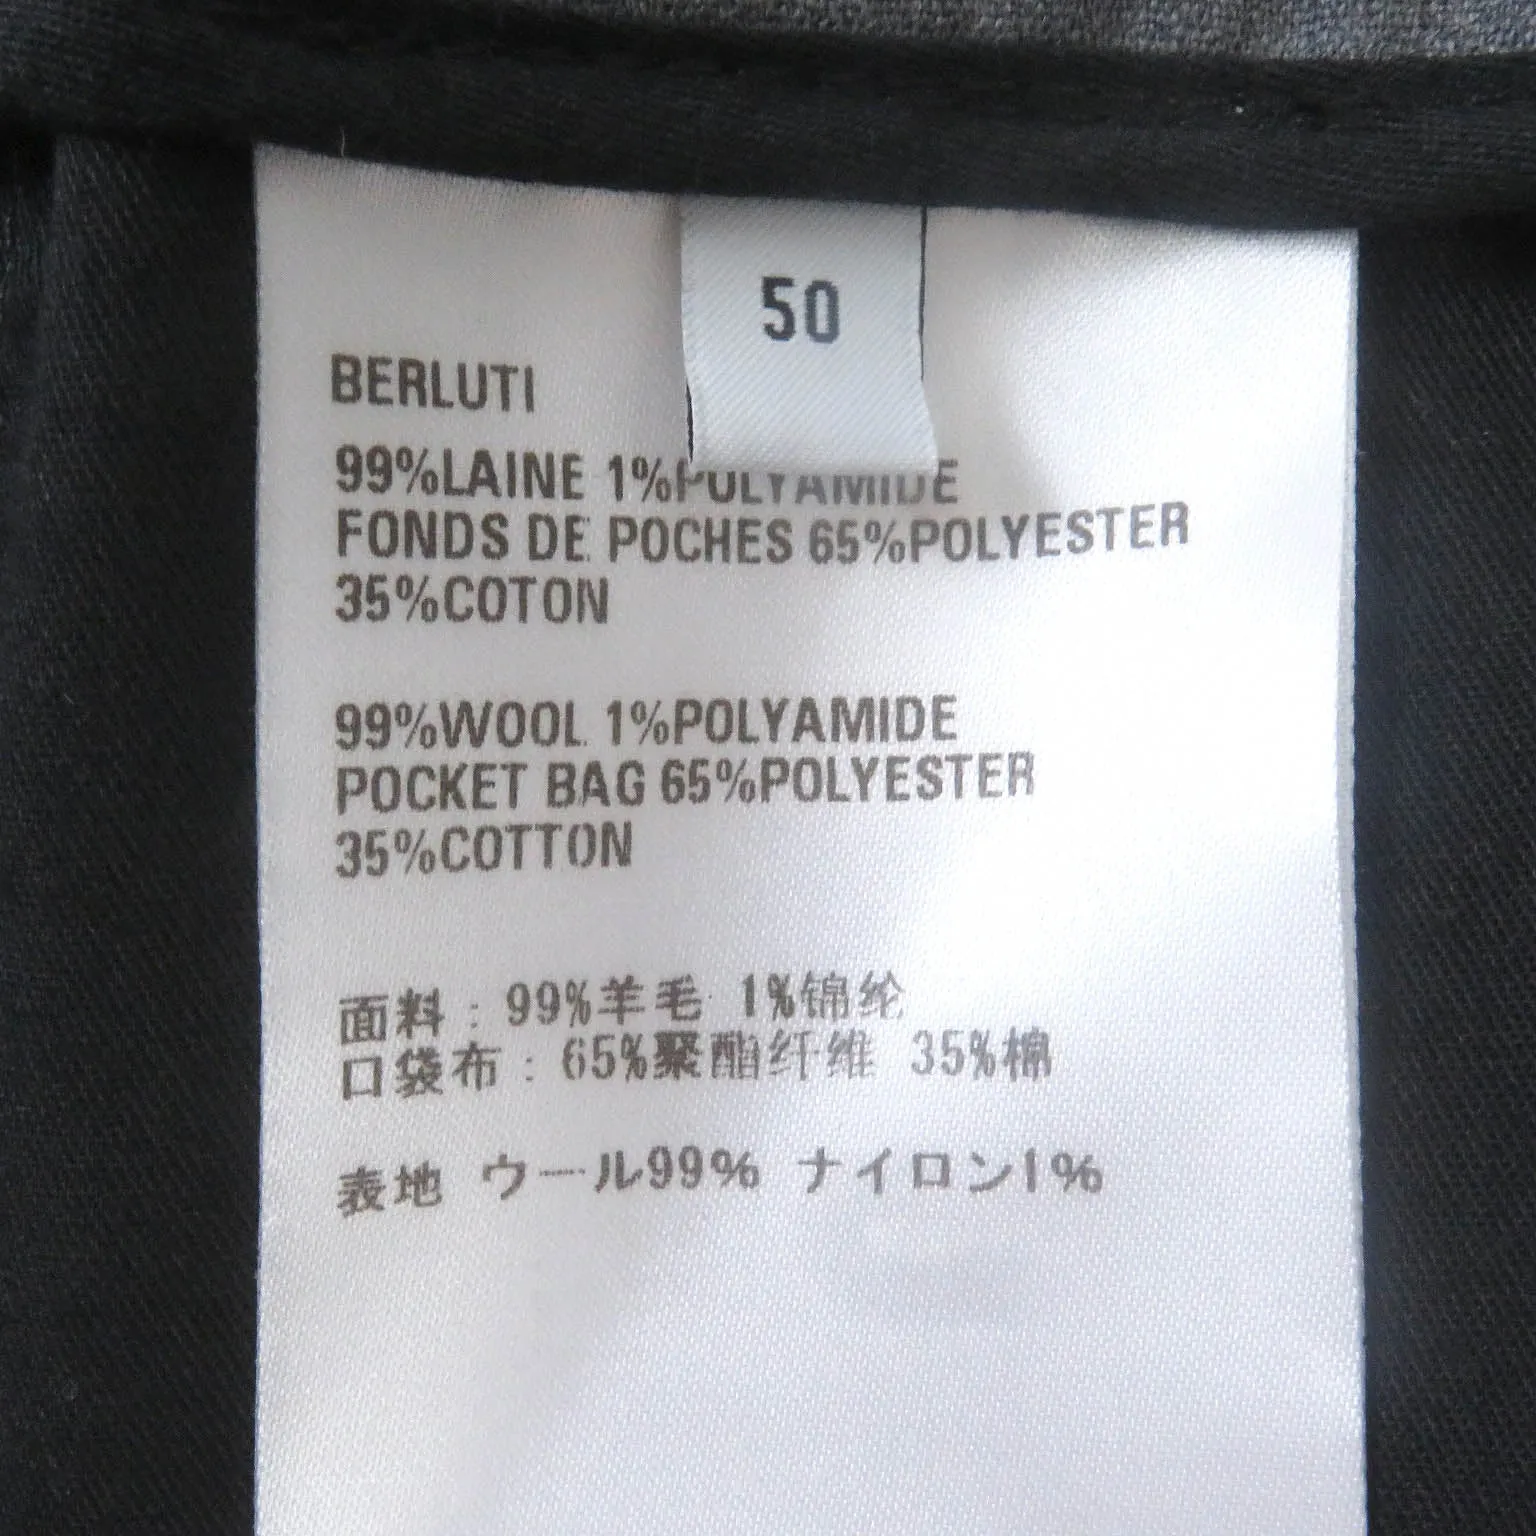 50
BERLUTI
99%LAINE 1%POLYAMIDE
FONDS DE POCHES 65%POLYESTER
35%COTON
99%WOOL 1%POLYAMIDE
POCKET BAG 65%POLYESTER
35%COTTON
面料：99%羊毛 1%锦纶
口袋布：65%聚酯纤维 35%棉
表地 ウール99% ナイロン1%